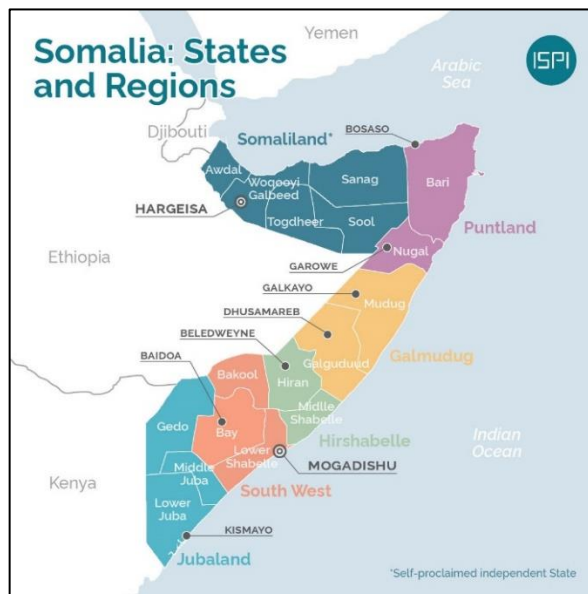 Somalia: States
and Regions
Yemen
ISPI
Arabic
Sea
Djibouti
Somaliland*
BOSASO
Awdal
Woqooyi
Galbeed
Sanag
Bari
HARGEISA
Togdheer
Sool
Puntland
Ethiopia
Nugal
GAROWE
GALKAYO
Mudug
DHUSAMAREB
BELEDWEYNE
Galguduud
Galmudug
BAIDOA
Bakool
Hiran
Midlle
Shabelle
Gedo
Bay
Hirshabelle
Lower
Shabelle
Indian
Ocean
MOGADISHU
Middle
Juba
Kenya
South West
Lower
Juba
KISMAYO
Jubaland
*Self-proclaimed independent State